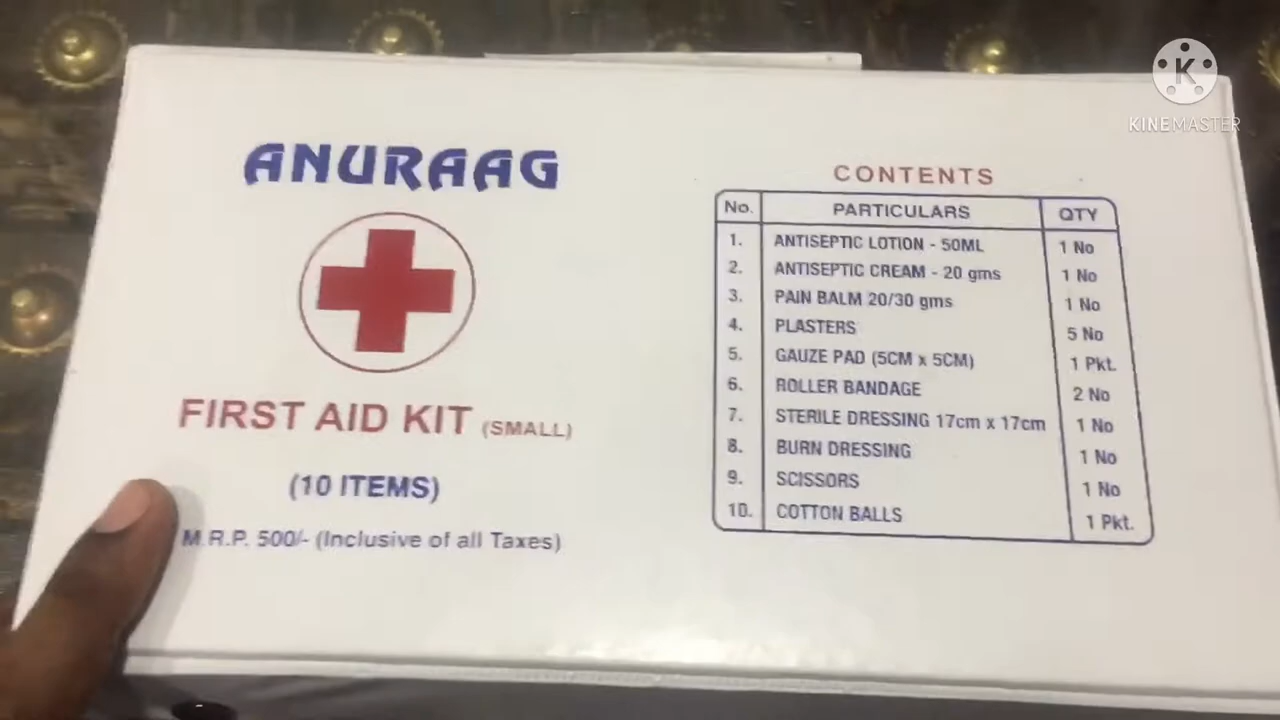 ANURAAG
FIRST AID KIT (SMALL)
(10 ITEMS)
M.R.P. 500/- (Inclusive of all Taxes)
CONTENTS
No. PARTICULARS QTY
1. ANTISEPTIC LOTION - 50ML 1 No
2. ANTISEPTIC CREAM - 20 gms 1 No
3. PAIN BALM 20/30 gms 1 No
4. PLASTERS 5 No
5. GAUZE PAD (5CM x 5CM) 1 Pkt.
6. ROLLER BANDAGE 2 No
7. STERILE DRESSING 17cm x 17cm 1 No
8. BURN DRESSING 1 No
9. SCISSORS 1 No
10. COTTON BALLS 1 Pkt.
K
KINEMASTER